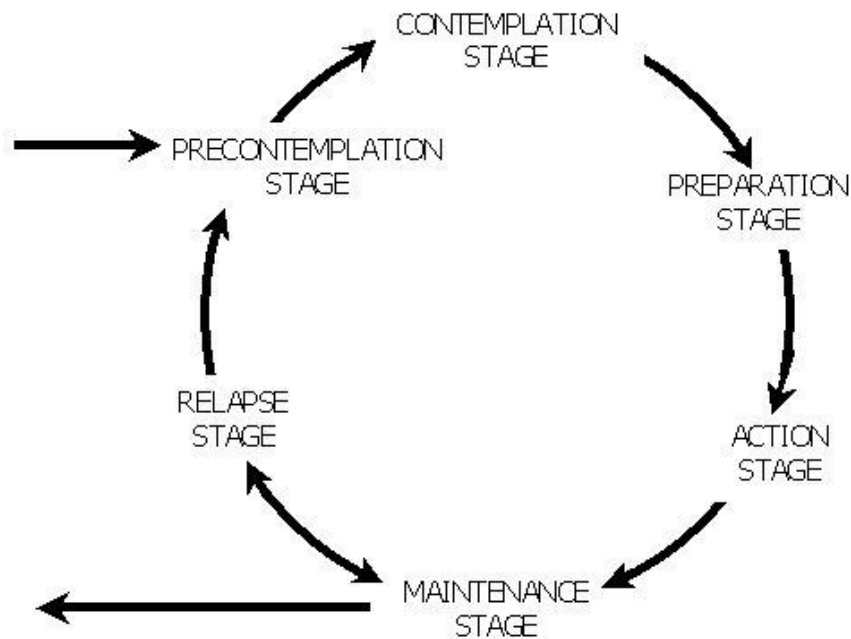 CONTEMPLATION
STAGE
PRECONTEMPLATION
STAGE
PREPARATION
STAGE
RELAPSE
STAGE
ACTION
STAGE
MAINTENANCE
STAGE